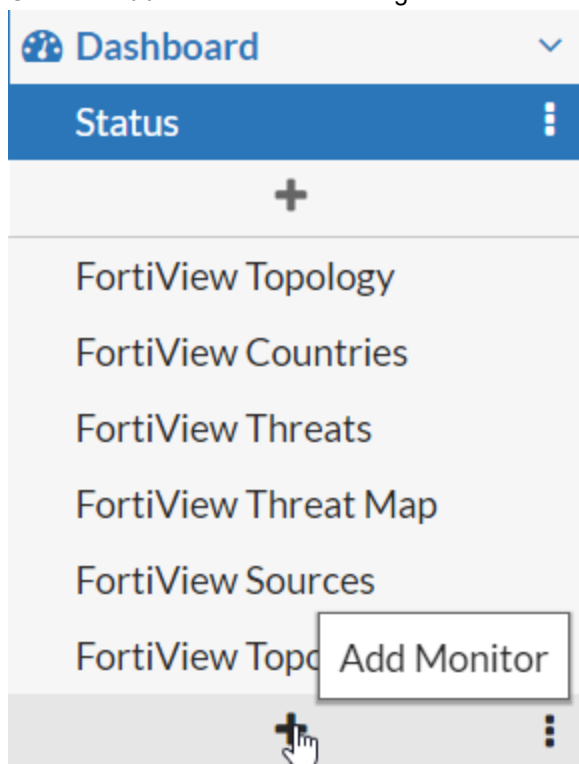 Dashboard
Status
FortiView Topology
FortiView Countries
FortiView Threats
FortiView Threat Map
FortiView Sources
FortiView Topo
Add Monitor